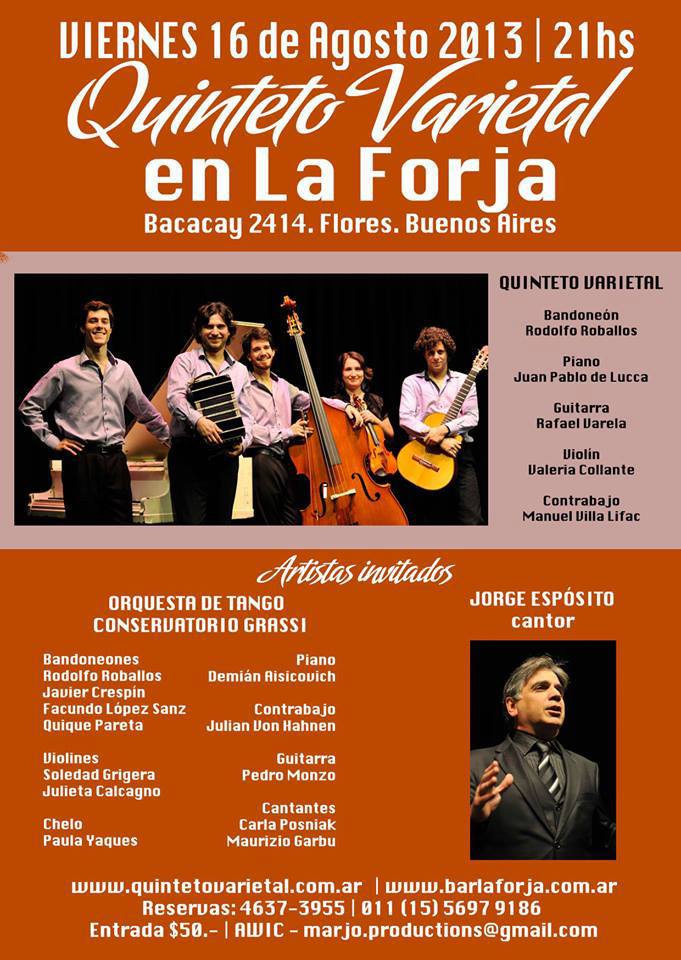 VIERNES 16 de Agosto 2013 | 21hs
Quinteto Varietal
en La Forja
Bacacay 2414. Flores. Buenos Aires
QUINTETO VARIETAL
Bandoneón
Rodolfo Roballos
Piano
Juan Pablo de Lucca
Guitarra
Rafael Varela
Violín
Valeria Collante
Contrabajo
Manuel Villa Lifac
Artistas invitados
ORQUESTA DE TANGO
CONSERVATORIO GRASSI
Bandoneones
Rodolfo Roballos
Javier Crespín
Facundo López Sanz
Quique Pareta
Violines
Soledad Grigera
Julieta Calcagno
Chelo
Paula Yaques
Piano
Demián Aisicovich
Contrabajo
Julian Von Hahnen
Guitarra
Pedro Monzo
Cantantes
Carla Posniak
Maurizio Garbu
JORGE ESPÓSITO
cantor
www.quintetovarietal.com.ar | www.barlaforja.com.ar
Reservas: 4637-3955 | 011 (15) 5697 9186
Entrada $50.- | AWIC - marjo.productions@gmail.com